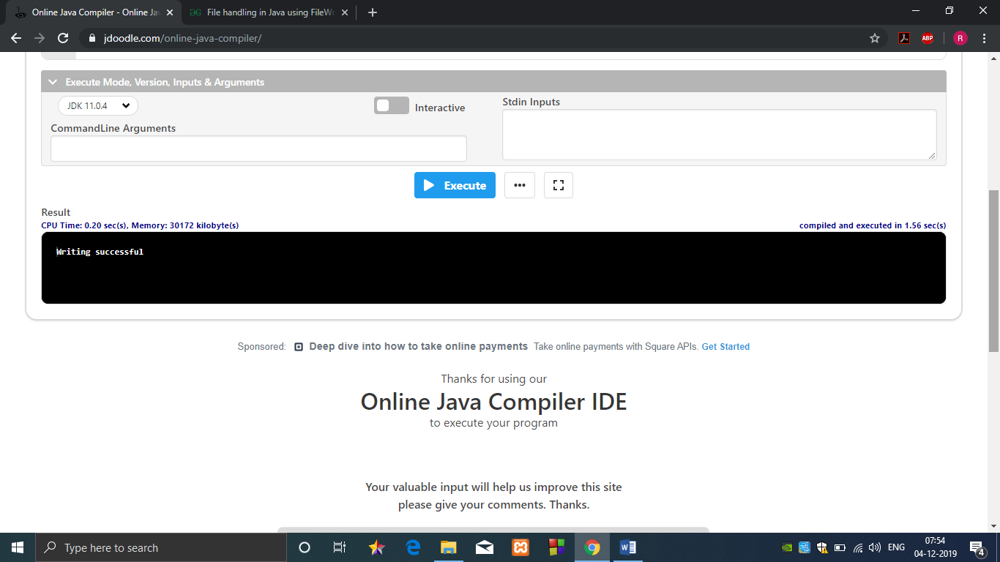 Online Java Compiler - Online Ja
File handling in Java using FileWr
jdoodle.com/online-java-compiler/
ABP
R
Execute Mode, Version, Inputs & Arguments
JDK 11.0.4
Interactive
Stdin Inputs
CommandLine Arguments
Execute
Result
CPU Time: 0.20 sec(s), Memory: 30172 kilobyte(s)
compiled and executed in 1.56 sec(s)
Writing successful
Sponsored: Deep dive into how to take online payments Take online payments with Square APIs. Get Started
Thanks for using our
Online Java Compiler IDE
to execute your program
Your valuable input will help us improve this site
please give your comments. Thanks.
Type here to search
ENG
07:54
04-12-2019
4